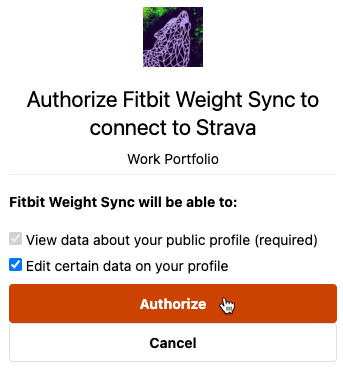 Authorize Fitbit Weight Sync to
connect to Strava
Work Portfolio
Fitbit Weight Sync will be able to:
View data about your public profile (required)
Edit certain data on your profile
Authorize
Cancel